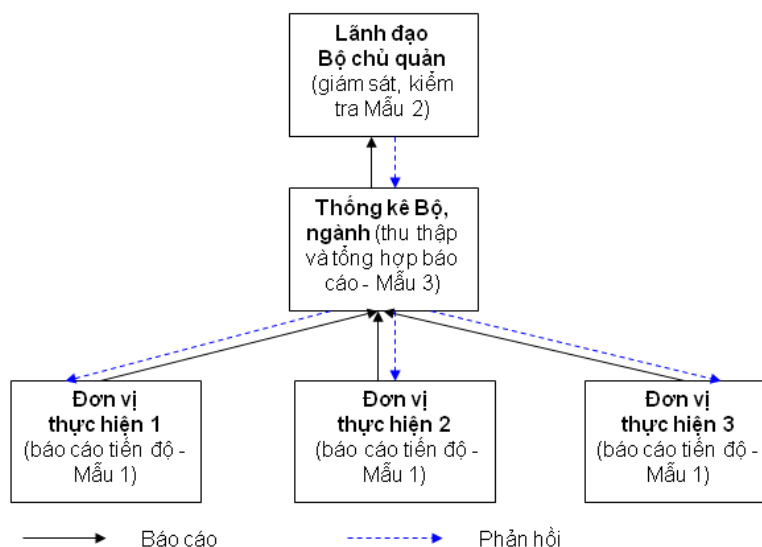 Lãnh đạo
Bộ chủ quản
(giám sát, kiểm
tra Mẫu 2)
Thống kê Bộ,
ngành (thu thập
và tổng hợp báo
cáo - Mẫu 3)
Đơn vị
thực hiện 1
(báo cáo tiến độ -
Mẫu 1)
Đơn vị
thực hiện 2
(báo cáo tiến độ -
Mẫu 1)
Đơn vị
thực hiện 3
(báo cáo tiến độ -
Mẫu 1)
Báo cáo
Phản hồi